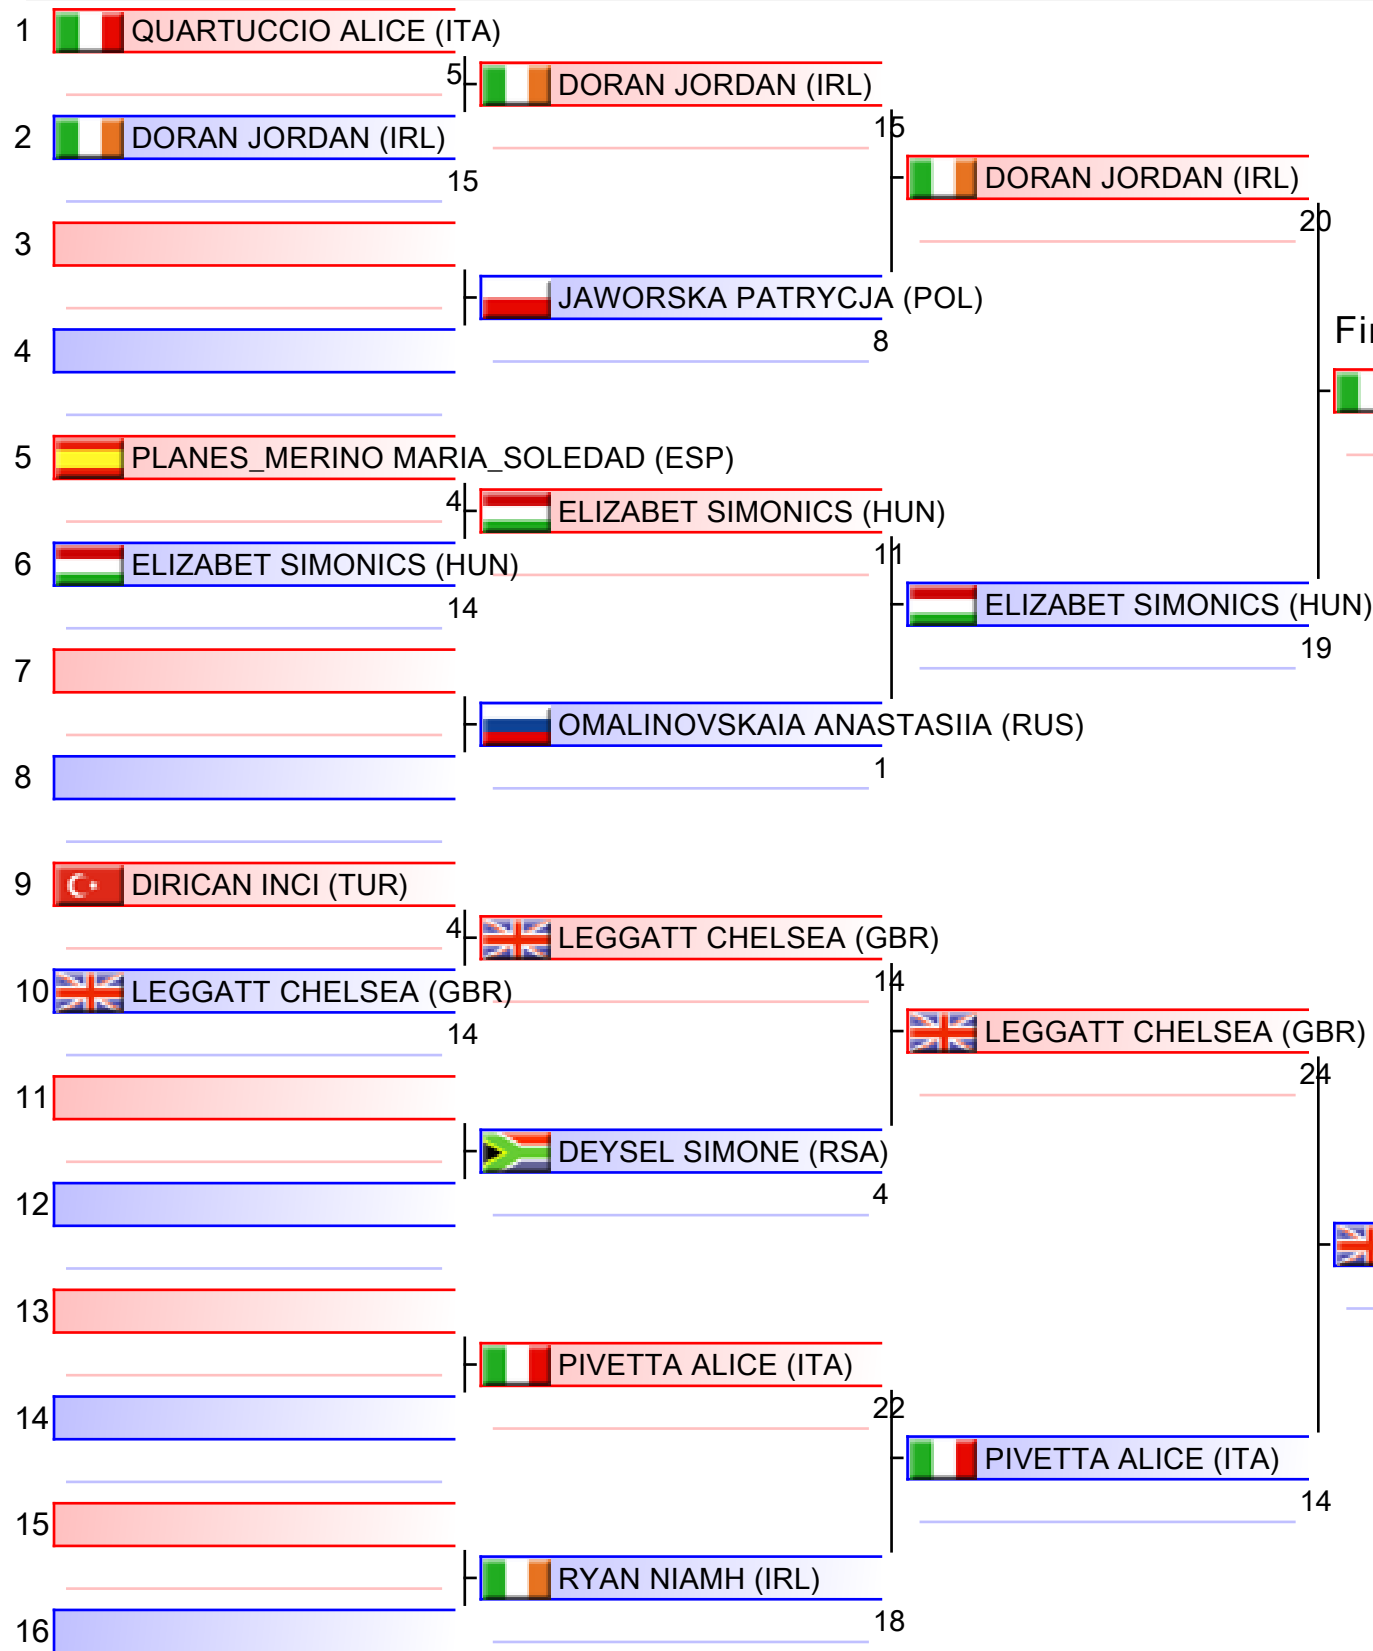 1 QUARTUCCIO ALICE (ITA)
5 DORAN JORDAN (IRL)
15
2 DORAN JORDAN (IRL)
15
DORAN JORDAN (IRL)
20
3
JAWORSKA PATRYCJA (POL)
8
4
5 PLANES_MERINO MARIA_SOLEDAD (ESP)
4 ELIZABET SIMONICS (HUN)
11
6 ELIZABET SIMONICS (HUN)
14
ELIZABET SIMONICS (HUN)
19
7
OMALINOVSKAIA ANASTASIIA (RUS)
1
8
9 DIRICAN INCI (TUR)
4 LEGGATT CHELSEA (GBR)
14
10 LEGGATT CHELSEA (GBR)
14
LEGGATT CHELSEA (GBR)
24
11
DEYSEL SIMONE (RSA)
4
12
13
PIVETTA ALICE (ITA)
22
14
PIVETTA ALICE (ITA)
14
15
RYAN NIAMH (IRL)
18
16